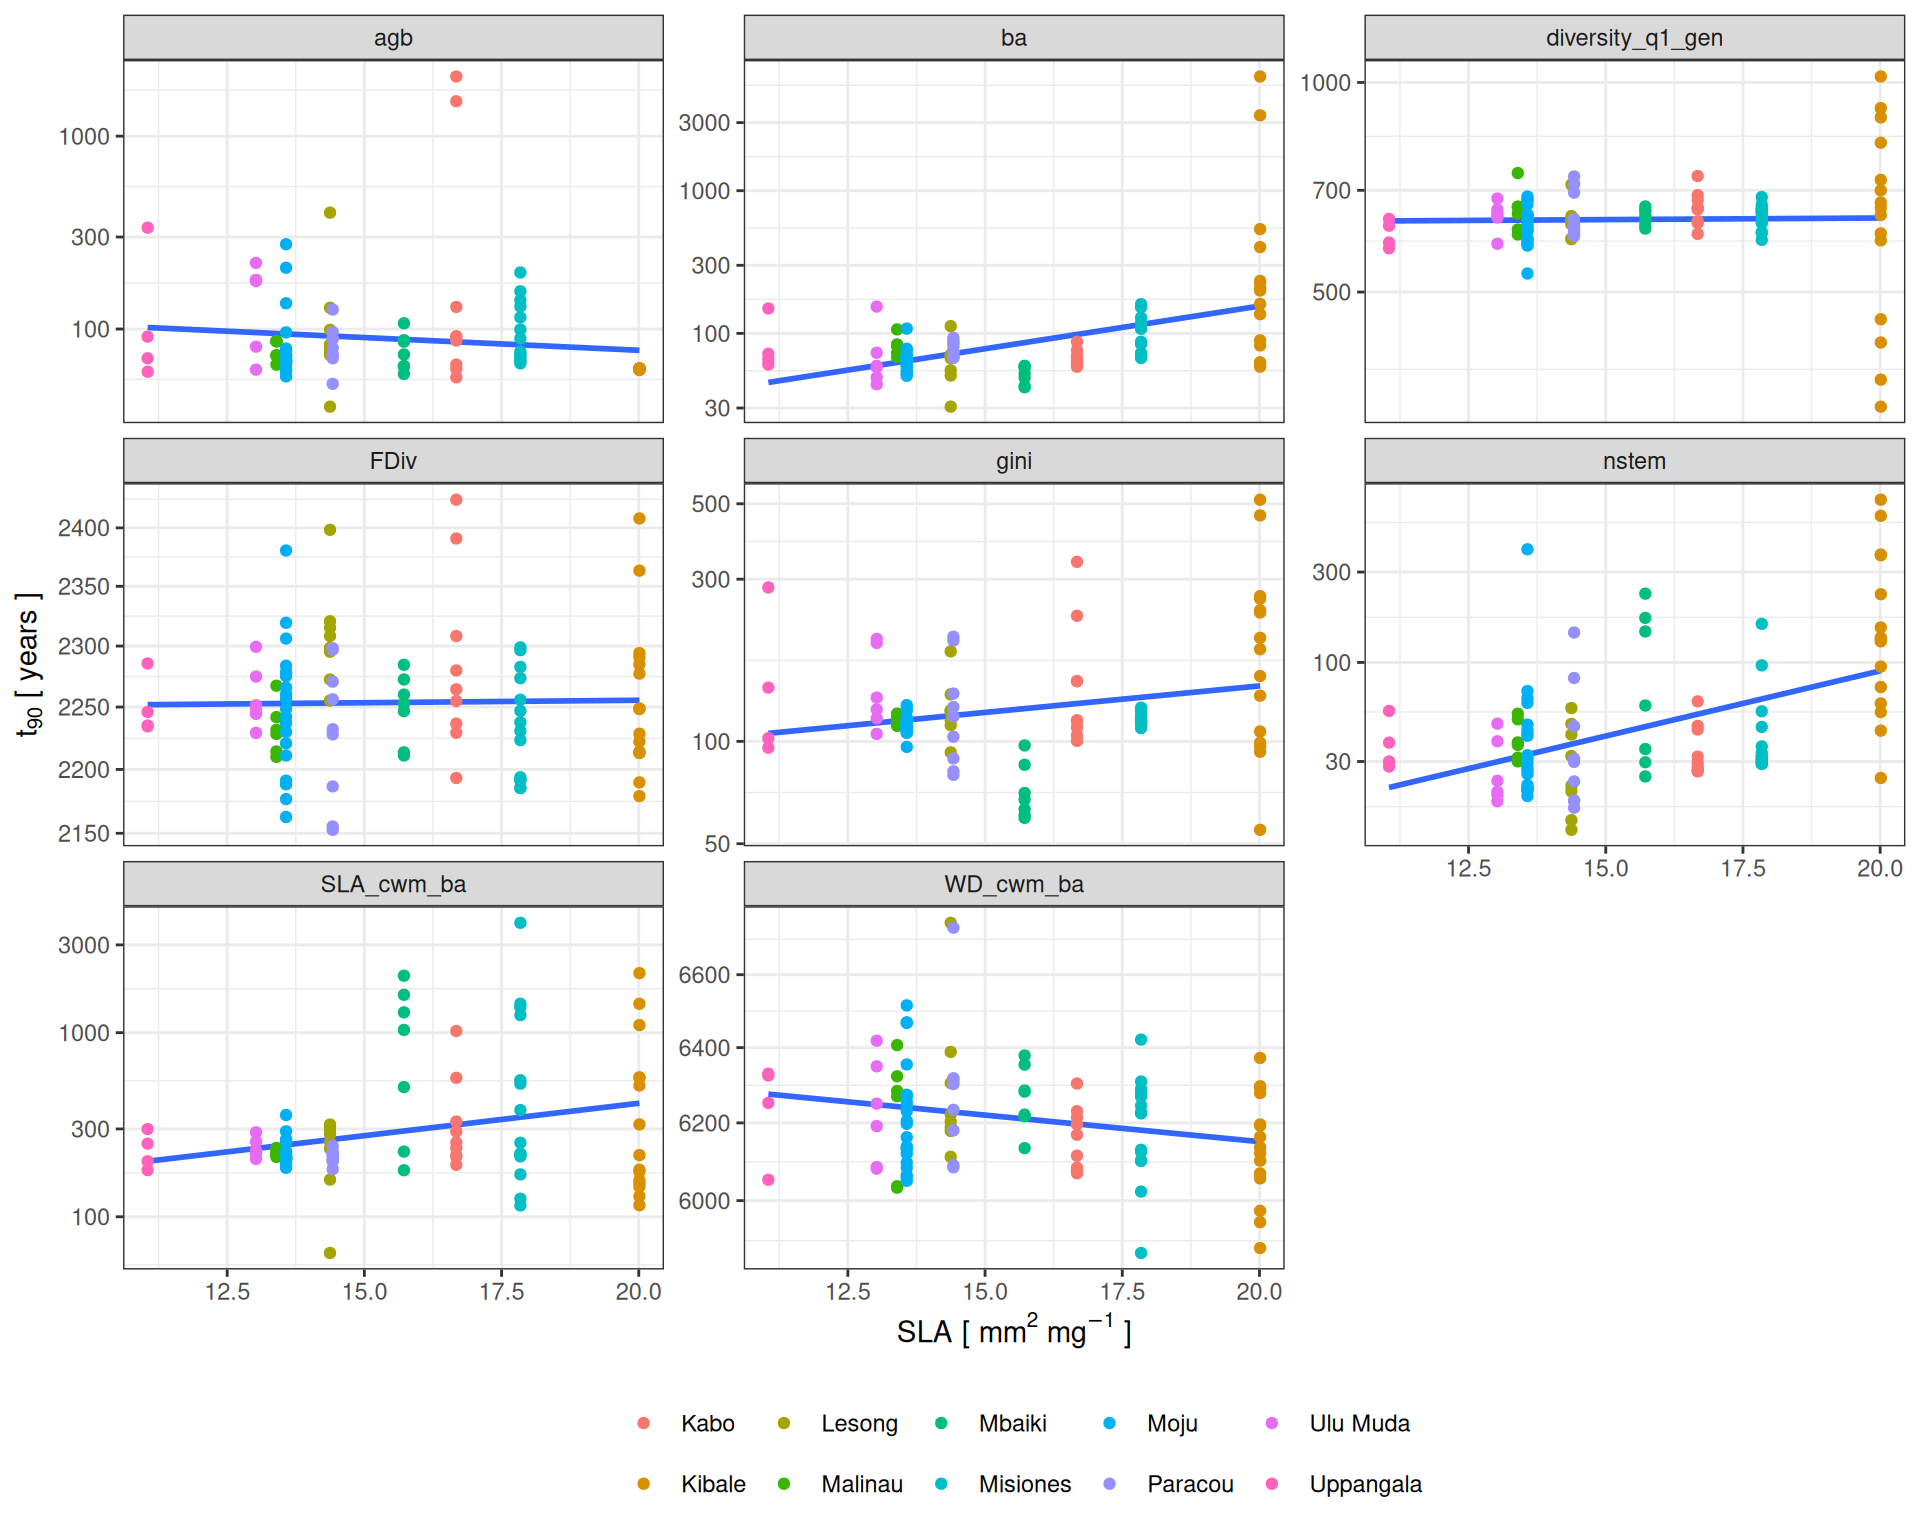 agb
ba
diversity_q1_gen
1000
300
100
3000
1000
300
100
30
1000
700
500
FDiv
gini
nstem
2400
2350
2300
2250
2200
2150
500
300
100
50
300
100
30
12.5 15.0 17.5 20.0
SLA_cwm_ba
WD_cwm_ba
3000
1000
300
100
6600
6400
6200
6000
12.5 15.0 17.5 20.0
12.5 15.0 17.5 20.0
t90 [ years ]
SLA [ mm² mg⁻¹ ]
Kabo Lesong Mbaiki Moju Ulu Muda
Kibale Malinau Misiones Paracou Uppangala